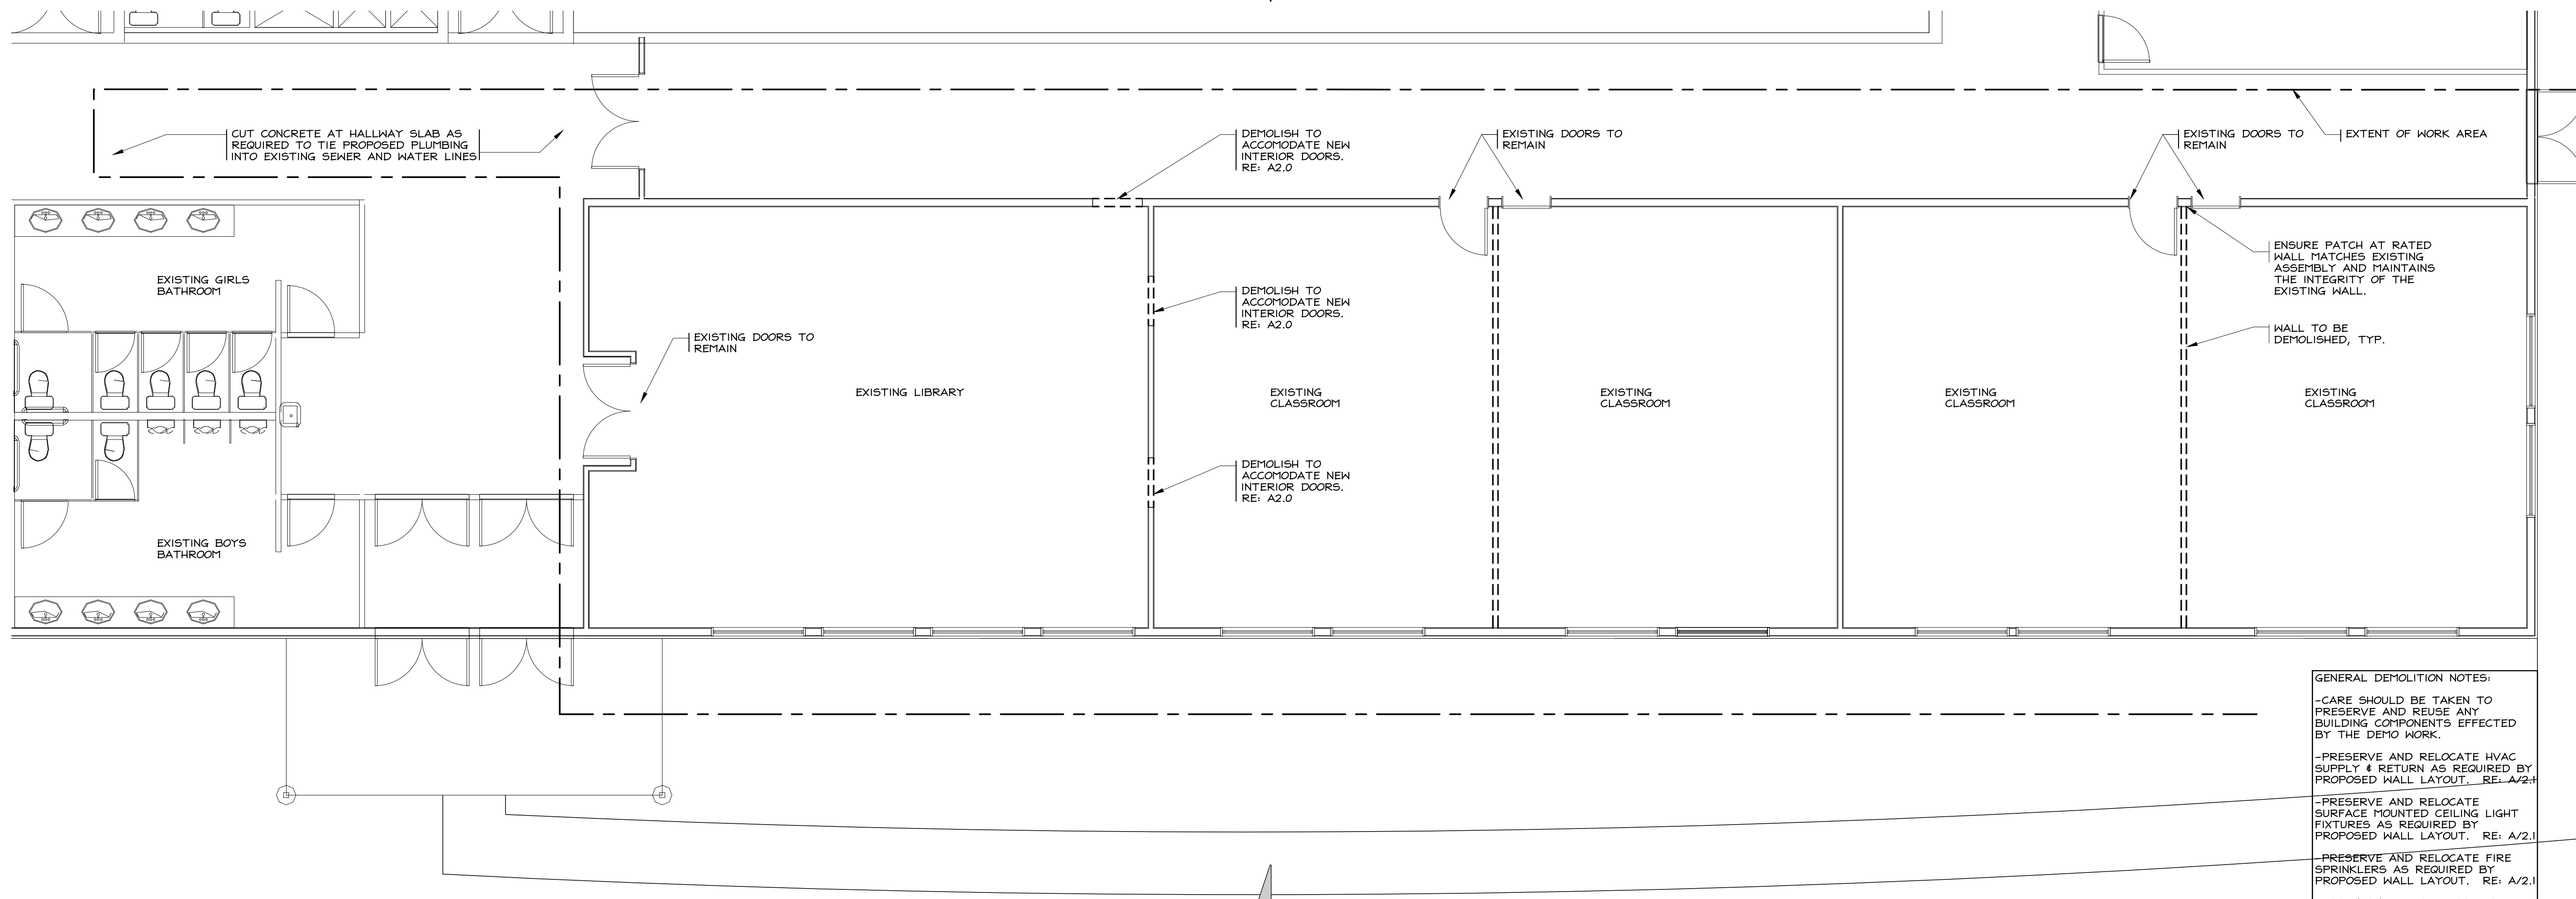 CUT CONCRETE AT HALLWAY SLAB AS
REQUIRED TO TIE PROPOSED PLUMBING
INTO EXISTING SEWER AND WATER LINES
DEMOLISH TO
ACCOMODATE NEW
INTERIOR DOORS.
RE: A2.0
EXISTING DOORS TO
REMAIN
EXISTING DOORS TO
REMAIN
EXTENT OF WORK AREA
EXISTING GIRLS
BATHROOM
DEMOLISH TO
ACCOMODATE NEW
INTERIOR DOORS.
RE: A2.0
ENSURE PATCH AT RATED
WALL MATCHES EXISTING
ASSEMBLY AND MAINTAINS
THE INTEGRITY OF THE
EXISTING WALL.
EXISTING DOORS TO
REMAIN
WALL TO BE
DEMOLISHED, TYP.
EXISTING LIBRARY
EXISTING
CLASSROOM
EXISTING
CLASSROOM
EXISTING
CLASSROOM
EXISTING
CLASSROOM
DEMOLISH TO
ACCOMODATE NEW
INTERIOR DOORS.
RE: A2.0
EXISTING BOYS
BATHROOM
GENERAL DEMOLITION NOTES:
-CARE SHOULD BE TAKEN TO
PRESERVE AND REUSE ANY
BUILDING COMPONENTS EFFECTED
BY THE DEMO WORK.
-PRESERVE AND RELOCATE HVAC
SUPPLY & RETURN AS REQUIRED BY
PROPOSED WALL LAYOUT. RE: A/2.1
-PRESERVE AND RELOCATE
SURFACE MOUNTED CEILING LIGHT
FIXTURES AS REQUIRED BY
PROPOSED WALL LAYOUT. RE: A/2.1
-PRESERVE AND RELOCATE FIRE
SPRINKLERS AS REQUIRED BY
PROPOSED WALL LAYOUT. RE: A/2.1